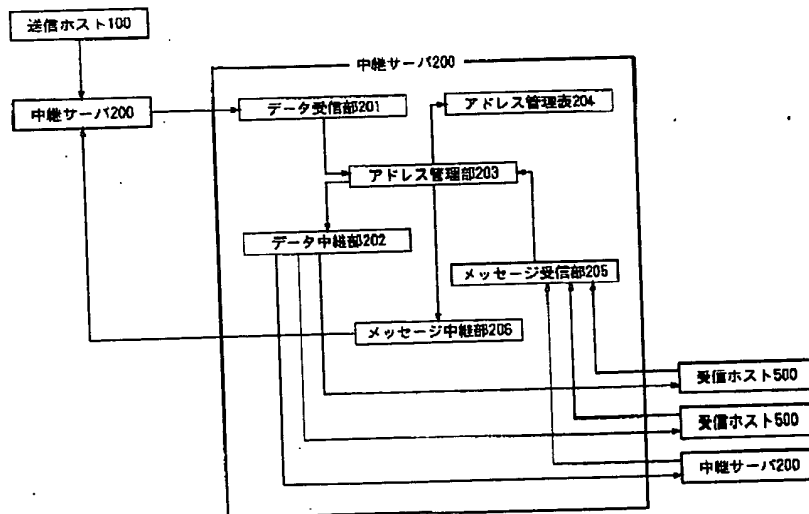 送信ホスト100
中継サーバ200
中継サーバ200
データ受信部201
アドレス管理表204
アドレス管理部203
データ中継部202
メッセージ受信部205
メッセージ中継部206
受信ホスト500
受信ホスト500
中継サーバ200